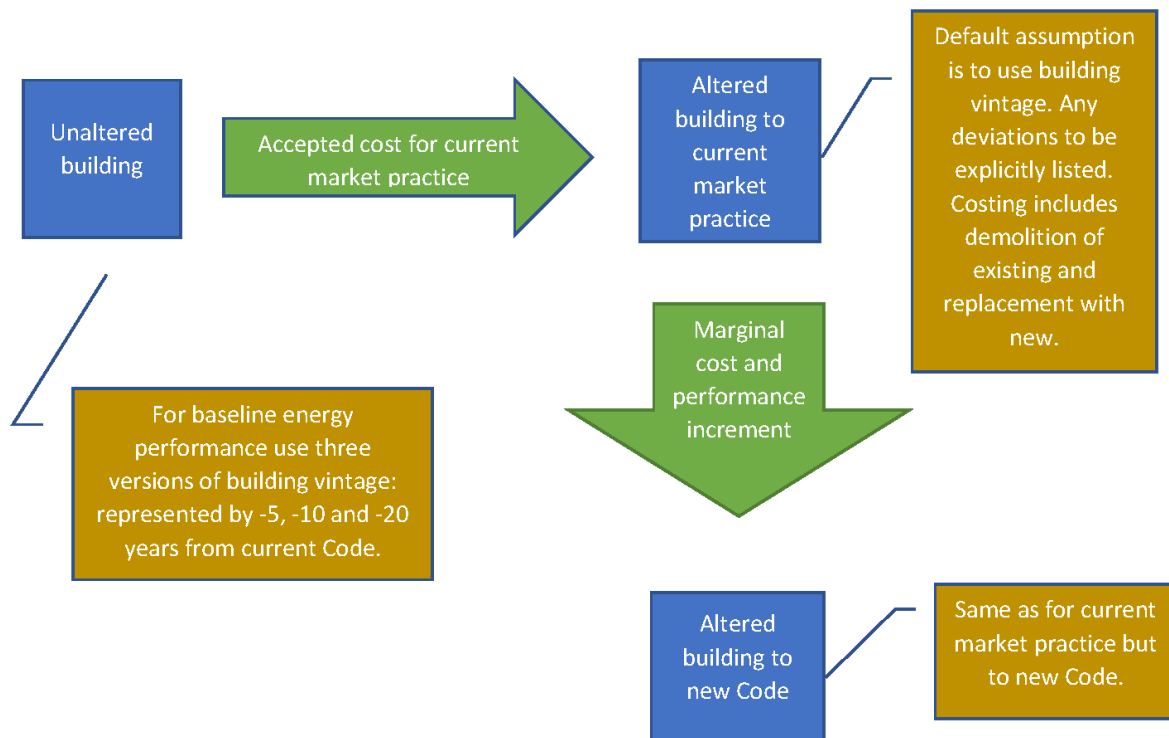 Unaltered
building
Accepted cost for current
market practice
Altered
building to
current
market
practice
Default assumption
is to use building
vintage. Any
deviations to be
explicitly listed.
Costing includes
demolition of
existing and
replacement with
new.
For baseline energy
performance use three
versions of building vintage:
represented by -5, -10 and -20
years from current Code.
Marginal
cost and
performance
increment
Altered
building to
new Code
Same as for current
market practice but
to new Code.